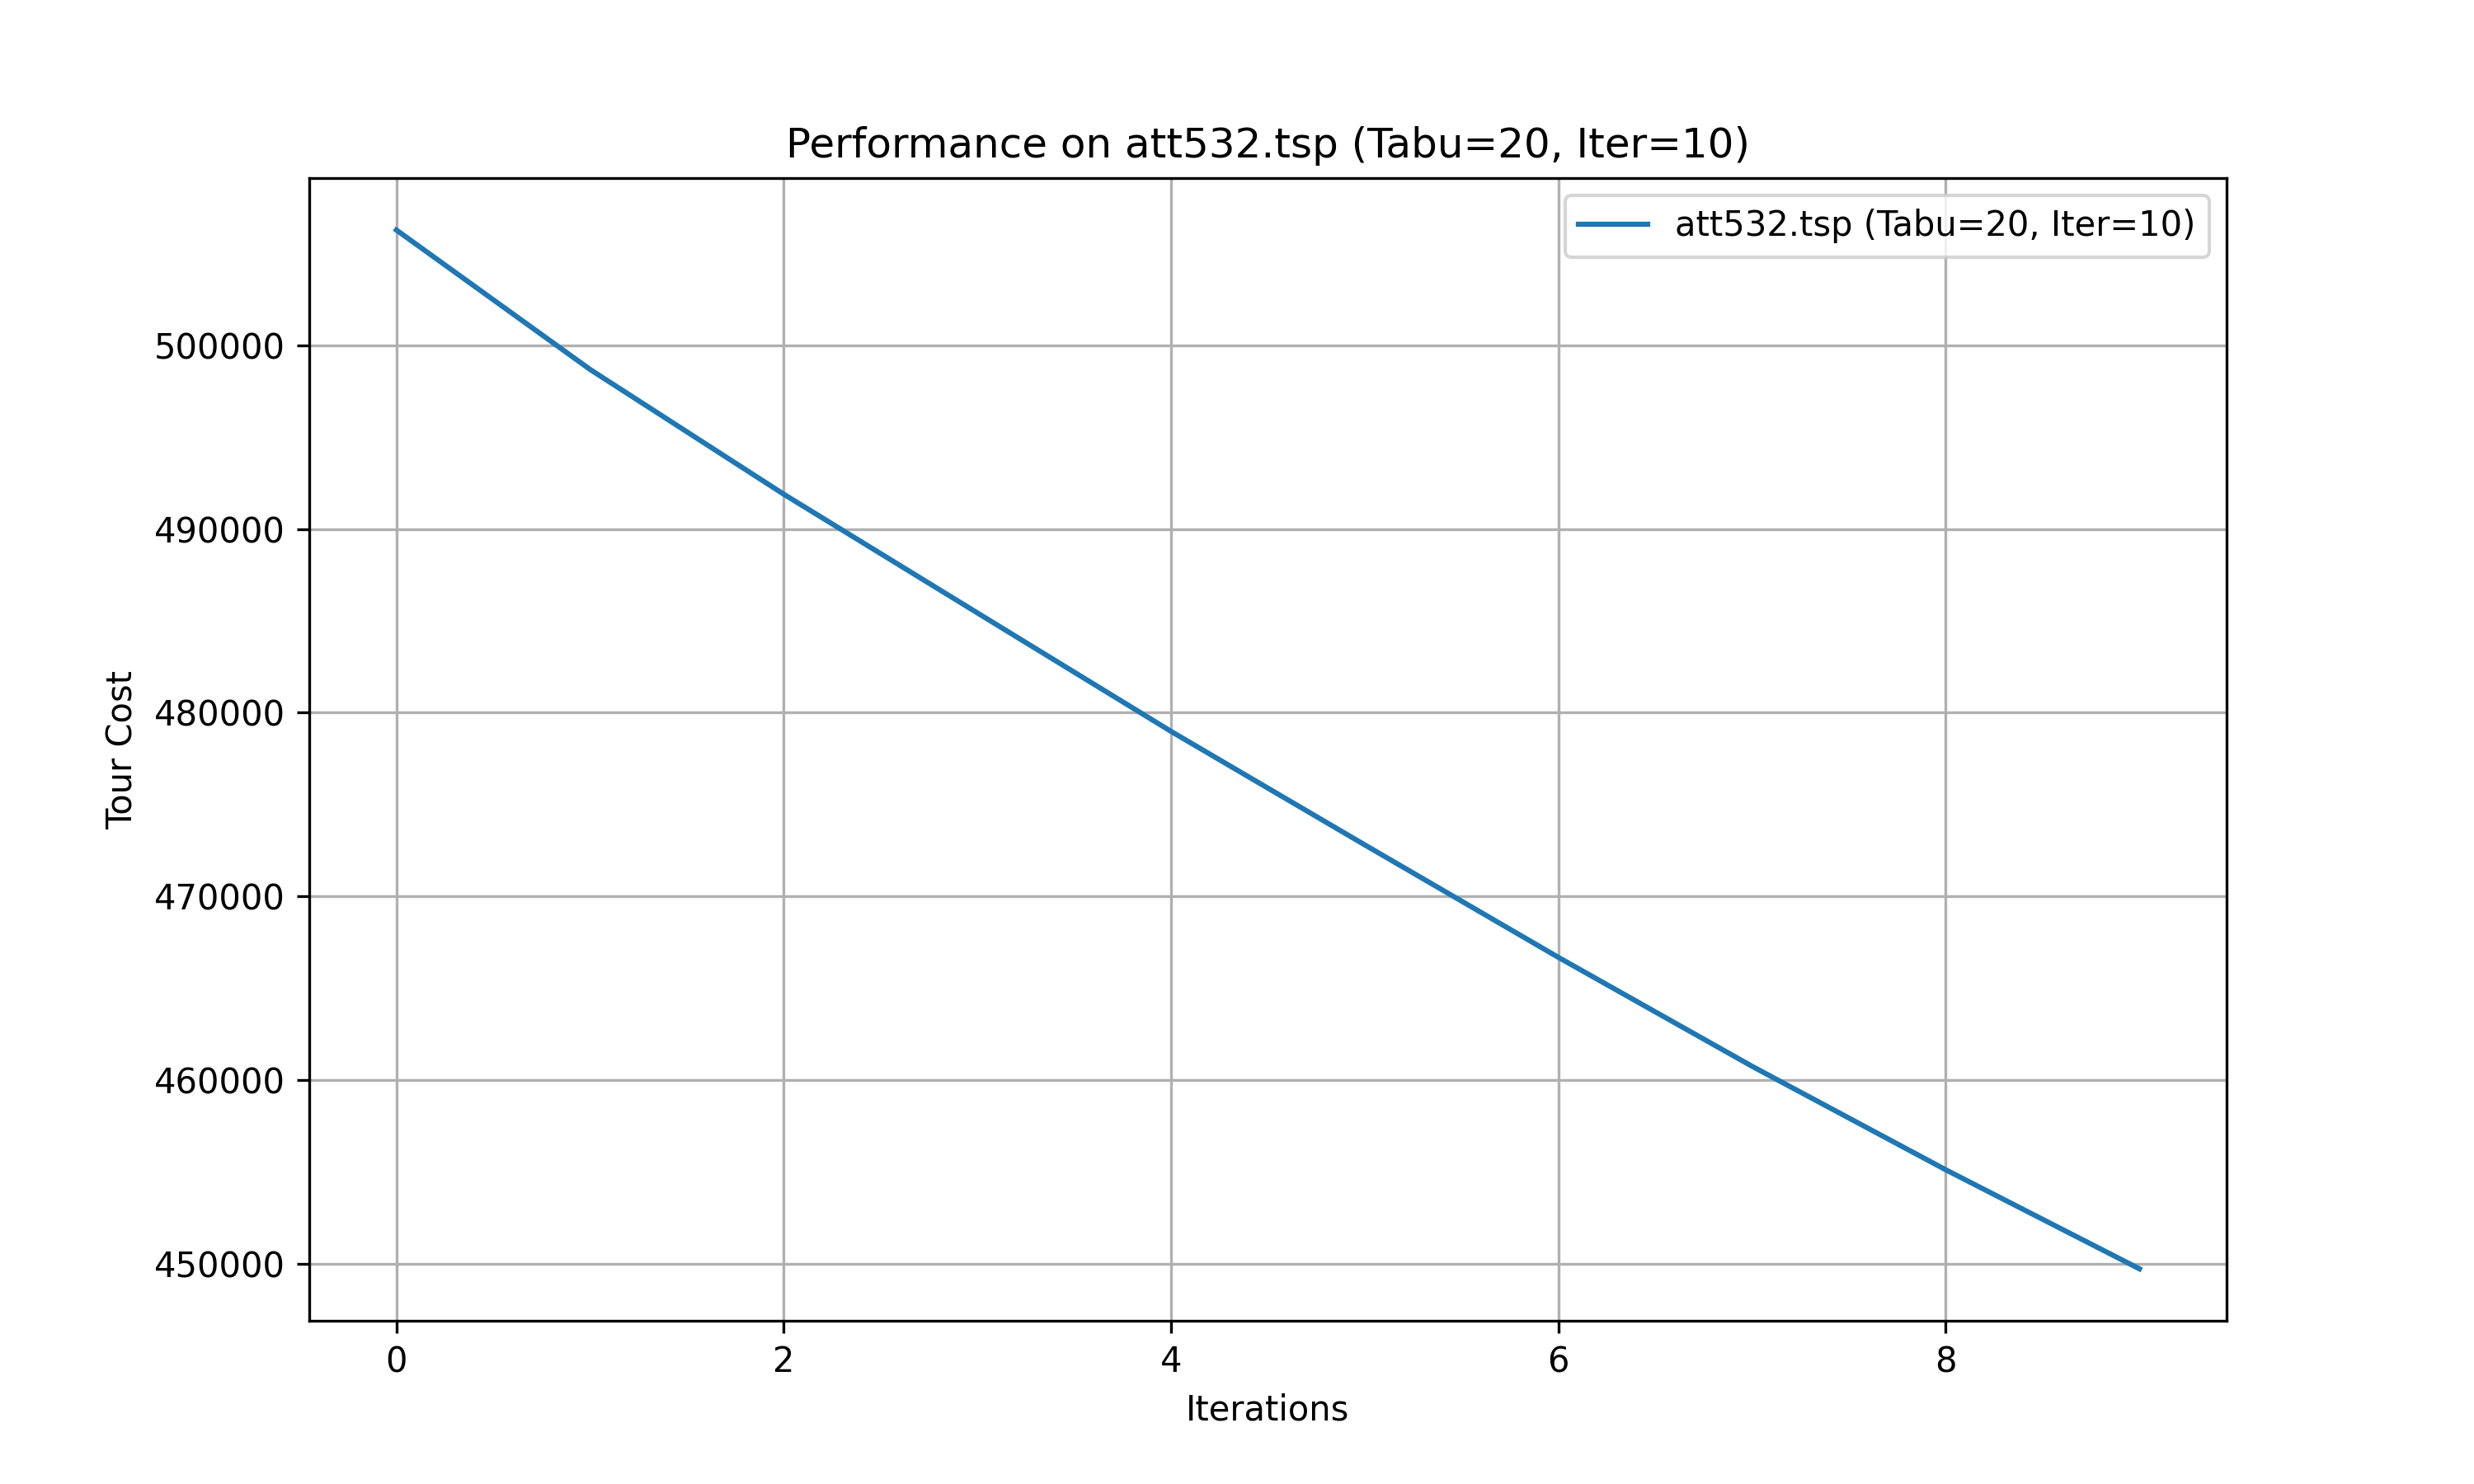 Performance on att532.tsp (Tabu=20, Iter=10)
att532.tsp (Tabu=20, Iter=10)
Tour Cost
500000
490000
480000
470000
460000
450000
0 2 4 6 8
Iterations